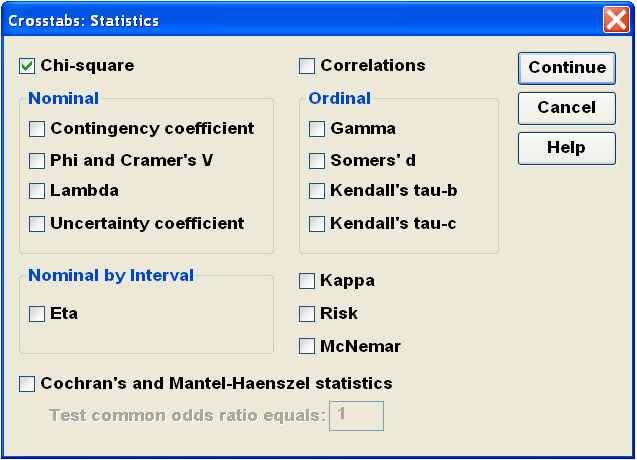 Crosstabs: Statistics
Chi-square
Correlations
Continue
Cancel
Help
Nominal
Contingency coefficient
Phi and Cramer's V
Lambda
Uncertainty coefficient
Ordinal
Gamma
Somers' d
Kendall's tau-b
Kendall's tau-c
Nominal by Interval
Eta
Kappa
Risk
McNemar
Cochran's and Mantel-Haenszel statistics
Test common odds ratio equals: 1